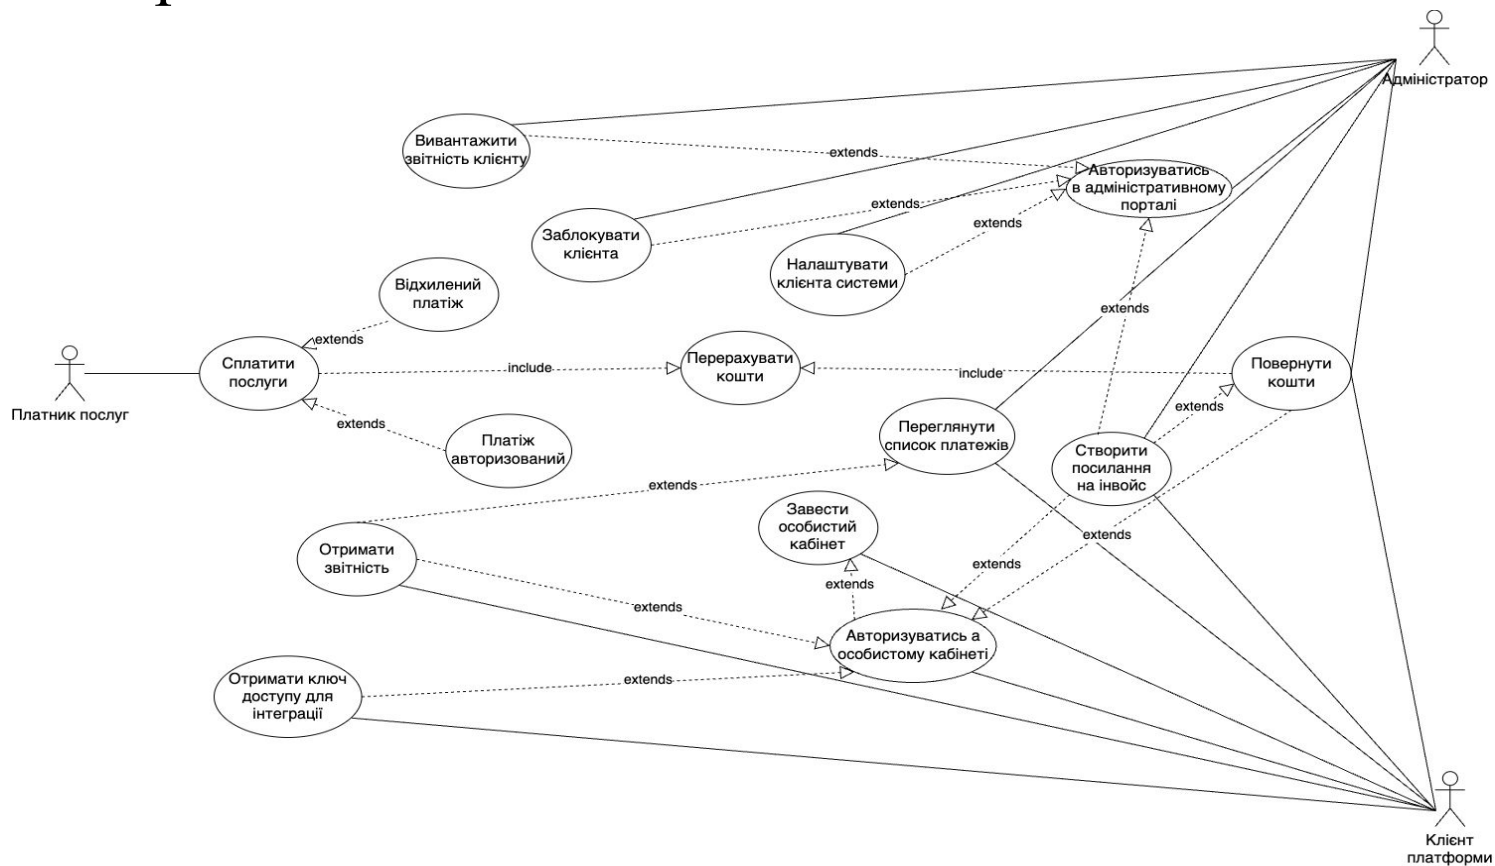 Адміністратор
Вивантажити
звітність клієнту
extends
Авторизуватись
в адміністративному
порталі
extends
Заблокувати
клієнта
extends
Налаштувати
клієнта системи
Відхилений
платіж
extends
extends
Сплатити
послуги
include
Перерахувати
кошти
include
Повернути
кошти
Платник послуг
extends
extends
Платіж
авторизований
Переглянути
список платежів
Створити
посилання
на інвойс
extends
Завести
особистий
кабінет
extends
Отримати
звітність
extends
extends
extends
Авторизуватись а
особистому кабінеті
Отримати ключ
доступу для
інтеграції
extends
Клієнт
платформи